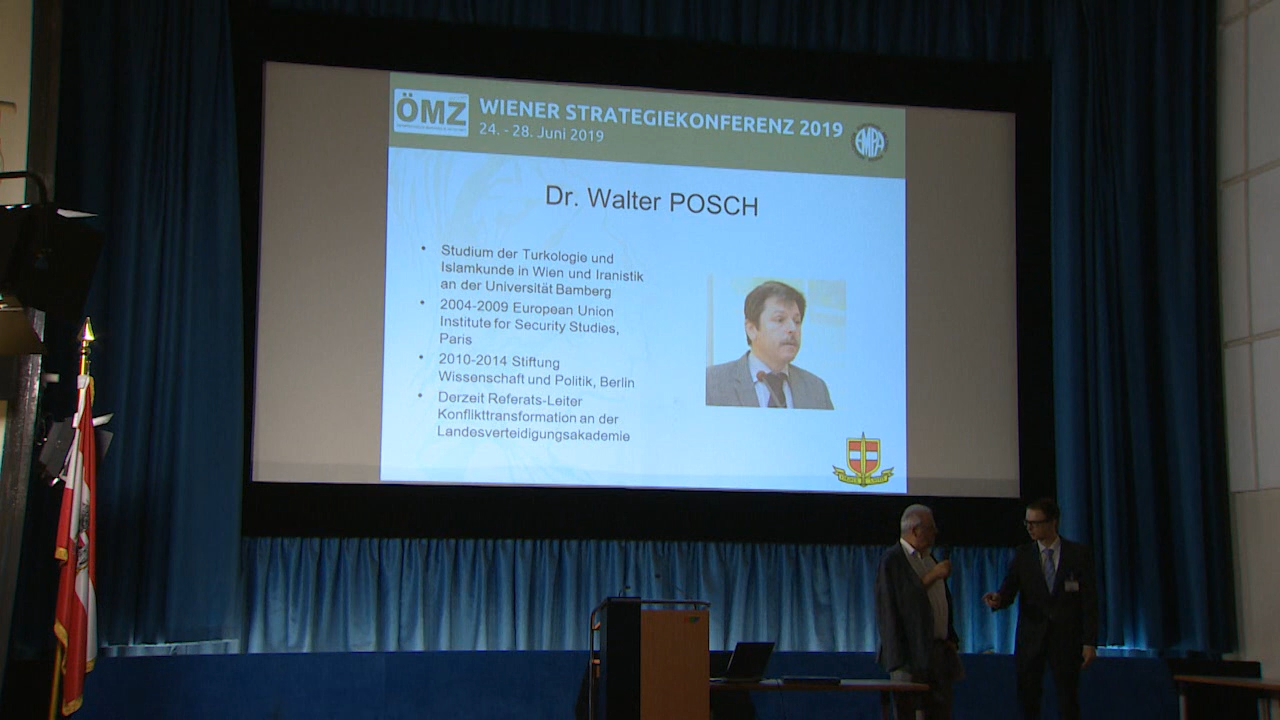 ÖMZ
WIENER STRATEGIEKONFERENZ 2019
24. - 28. Juni 2019
Dr. Walter POSCH
• Studium der Turkologie und
Islamkunde in Wien und Iranistik
an der Universität Bamberg
• 2004-2009 European Union
Institute for Security Studies,
Paris
• 2010-2014 Stiftung
Wissenschaft und Politik, Berlin
• Derzeit Referats-Leiter
Konflikttransformation an der
Landesverteidigungsakademie